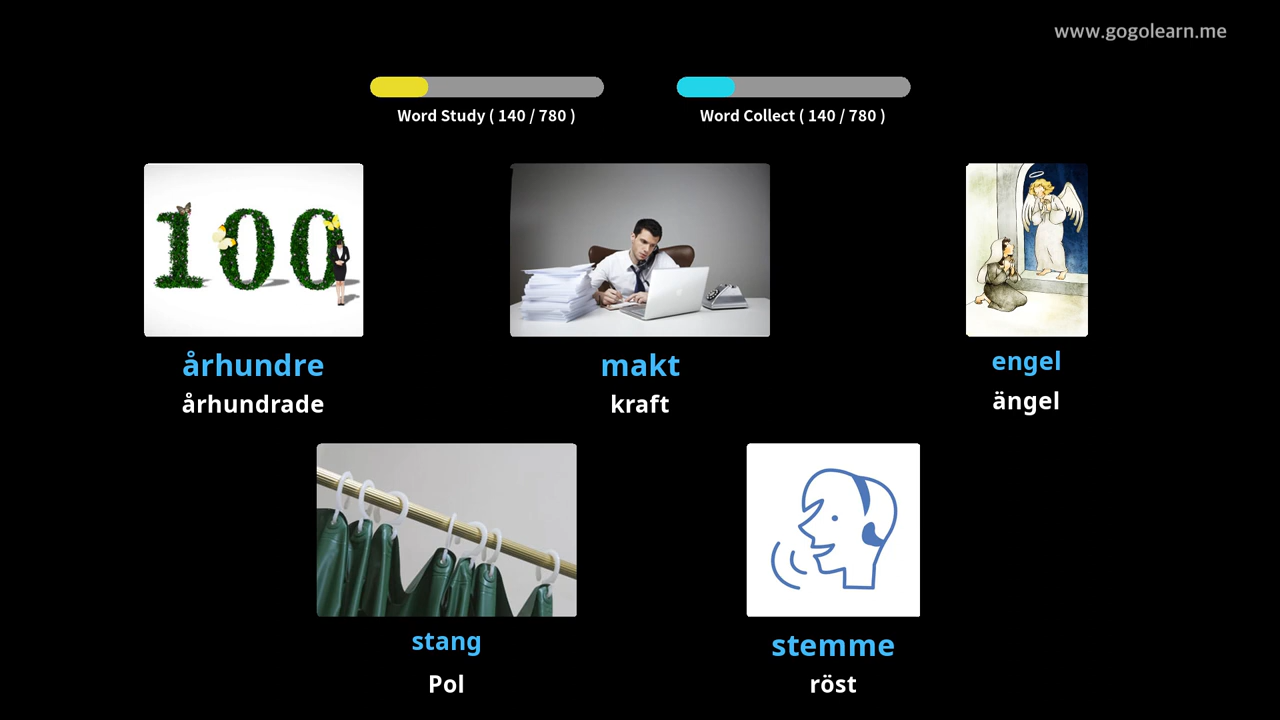 www.gogolearn.me
Word Study ( 140 / 780 )
Word Collect ( 140 / 780 )
100
århundre
århundrade
makt
kraft
engel
ängel
stang
Pol
stemme
röst